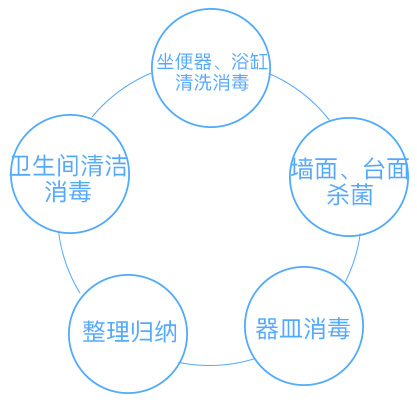 坐便器、浴缸
清洗消毒
墙面、台面
杀菌
器皿消毒
整理归纳
卫生间清洁
消毒